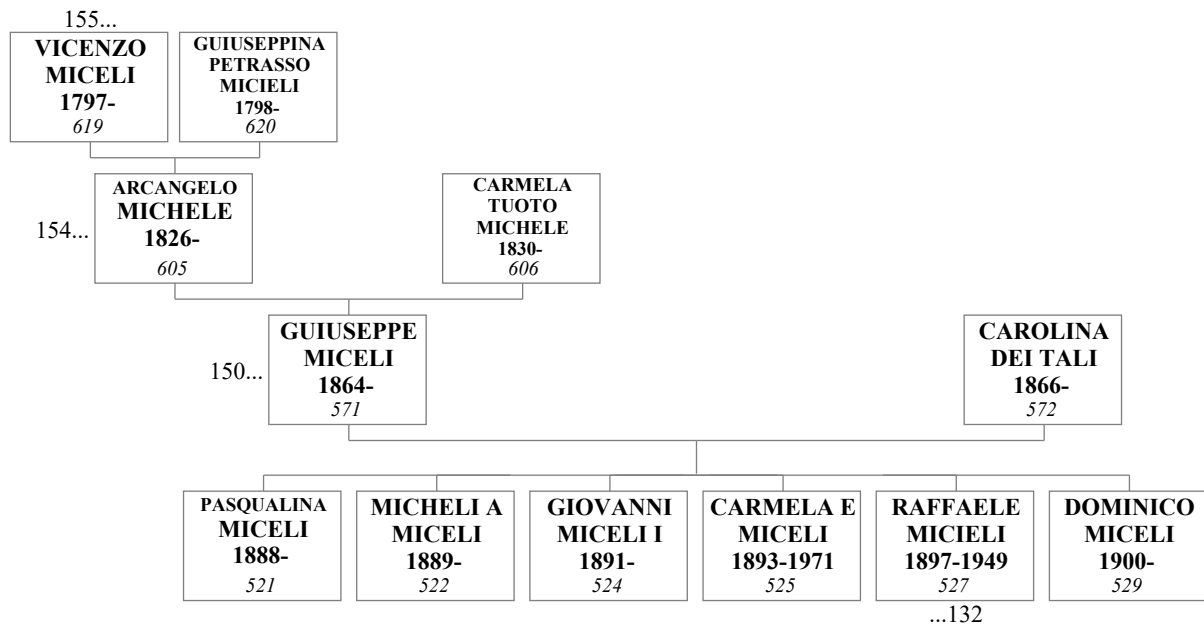 155...
VICENZO
MICELI
1797-
619
GUIUSEPPINA
PETRASSO
MICIELI
1798-
620
154...
ARCANGELO
MICHELE
1826-
605
CARMELA
TUOTO
MICHELE
1830-
606
150...
GUIUSEPPE
MICELI
1864-
571
CAROLINA
DEI TALI
1866-
572
PASQUALINA
MICELI
1888-
521
MICHELI A
MICELI
1889-
522
GIOVANNI
MICELI I
1891-
524
CARMELA E
MICELI
1893-1971
525
RAFFAELE
MICIELI
1897-1949
527
DOMINICO
MICELI
1900-
529
...132